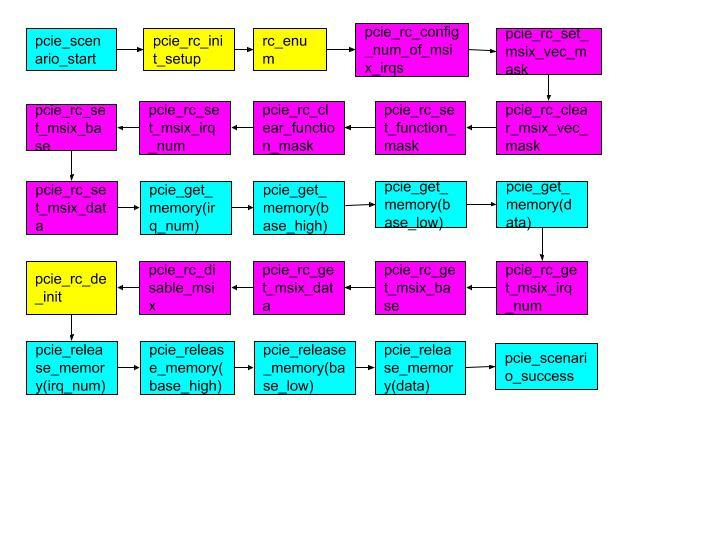 pcie_scen
ario_start
pcie_rc_ini
t_setup
rc_enu
m
pcie_rc_config
_num_of_msi
x_irqs
pcie_rc_set_
msix_vec_m
ask
pcie_rc_se
t_msix_ba
se
pcie_rc_se
t_msix_irq
_num
pcie_rc_cl
ear_functio
n_mask
pcie_rc_se
t_function_
mask
pcie_rc_clea
r_msix_vec_
mask
pcie_rc_se
t_msix_dat
a
pcie_get_
memory(ir
q_num)
pcie_get_
memory(b
ase_high)
pcie_get_
memory(b
ase_low)
pcie_get_
memory(d
ata)
pcie_rc_de
_init
pcie_rc_di
sable_msi
x
pcie_rc_ge
t_msix_dat
a
pcie_rc_ge
t_msix_ba
se
pcie_rc_ge
t_msix_irq
_num
pcie_relea
se_memor
y(irq_num)
pcie_releas
e_memory(
base_high)
pcie_release
_memory(ba
se_low)
pcie_relea
se_memor
y(data)
pcie_scenari
o_success